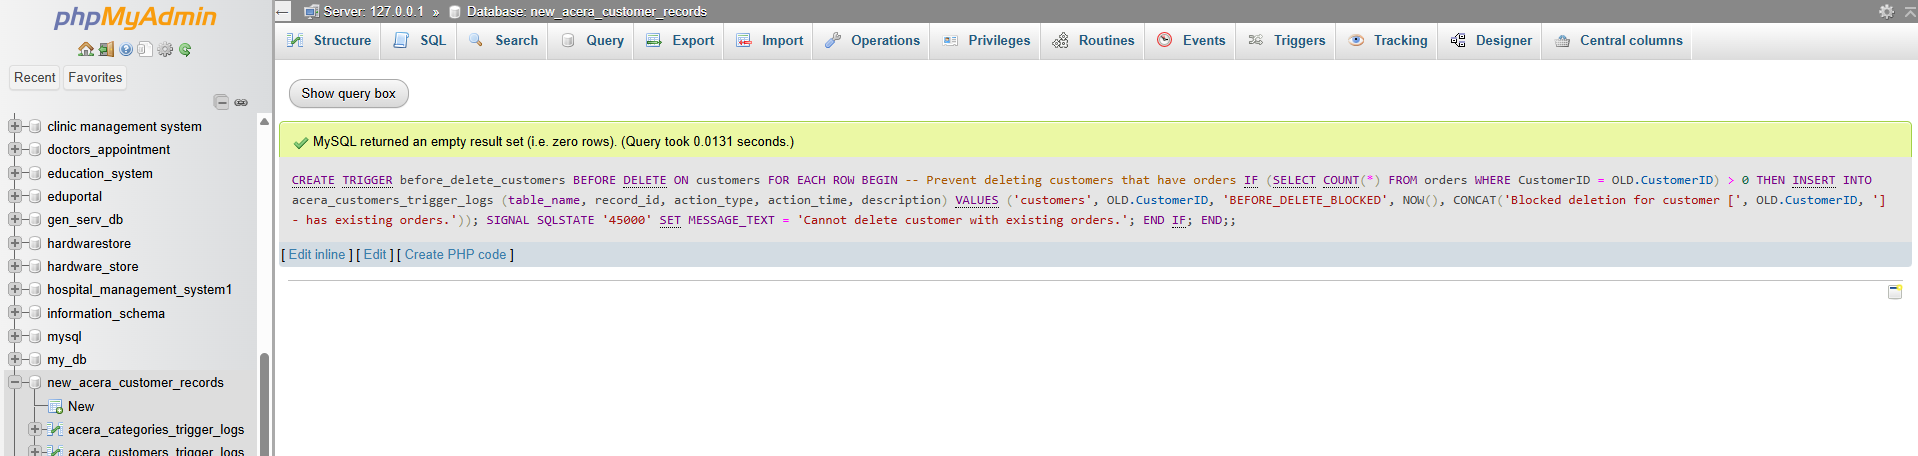 phpMyAdmin
Recent Favorites
clinic management system
doctors_appointment
education_system
eduportal
gen_serv_db
hardwarestore
hardware_store
hospital_management_system1
information_schema
mysql
my_db
new_acera_customer_records
New
acera_categories_trigger_logs
acera_customers_trigger_logs
Server: 127.0.0.1 » Database: new_acera_customer_records
Structure SQL Search Query Export Import Operations Privileges Routines Events Triggers Tracking Designer Central columns
Show query box
MySQL returned an empty result set (i.e. zero rows). (Query took 0.0131 seconds.)
CREATE TRIGGER before_delete_customers BEFORE DELETE ON customers FOR EACH ROW BEGIN -- Prevent deleting customers that have orders IF (SELECT COUNT(*) FROM orders WHERE CustomerID = OLD.CustomerID) > 0 THEN INSERT INTO
acera_customers_trigger_logs (table_name, record_id, action_type, action_time, description) VALUES ('customers', OLD.CustomerID, 'BEFORE_DELETE_BLOCKED', NOW(), CONCAT('Blocked deletion for customer [', OLD.CustomerID, ']
- has existing orders.')); SIGNAL SQLSTATE '45000' SET MESSAGE_TEXT = 'Cannot delete customer with existing orders.'; END IF; END;;
[ Edit inline ] [ Edit ] [ Create PHP code ]